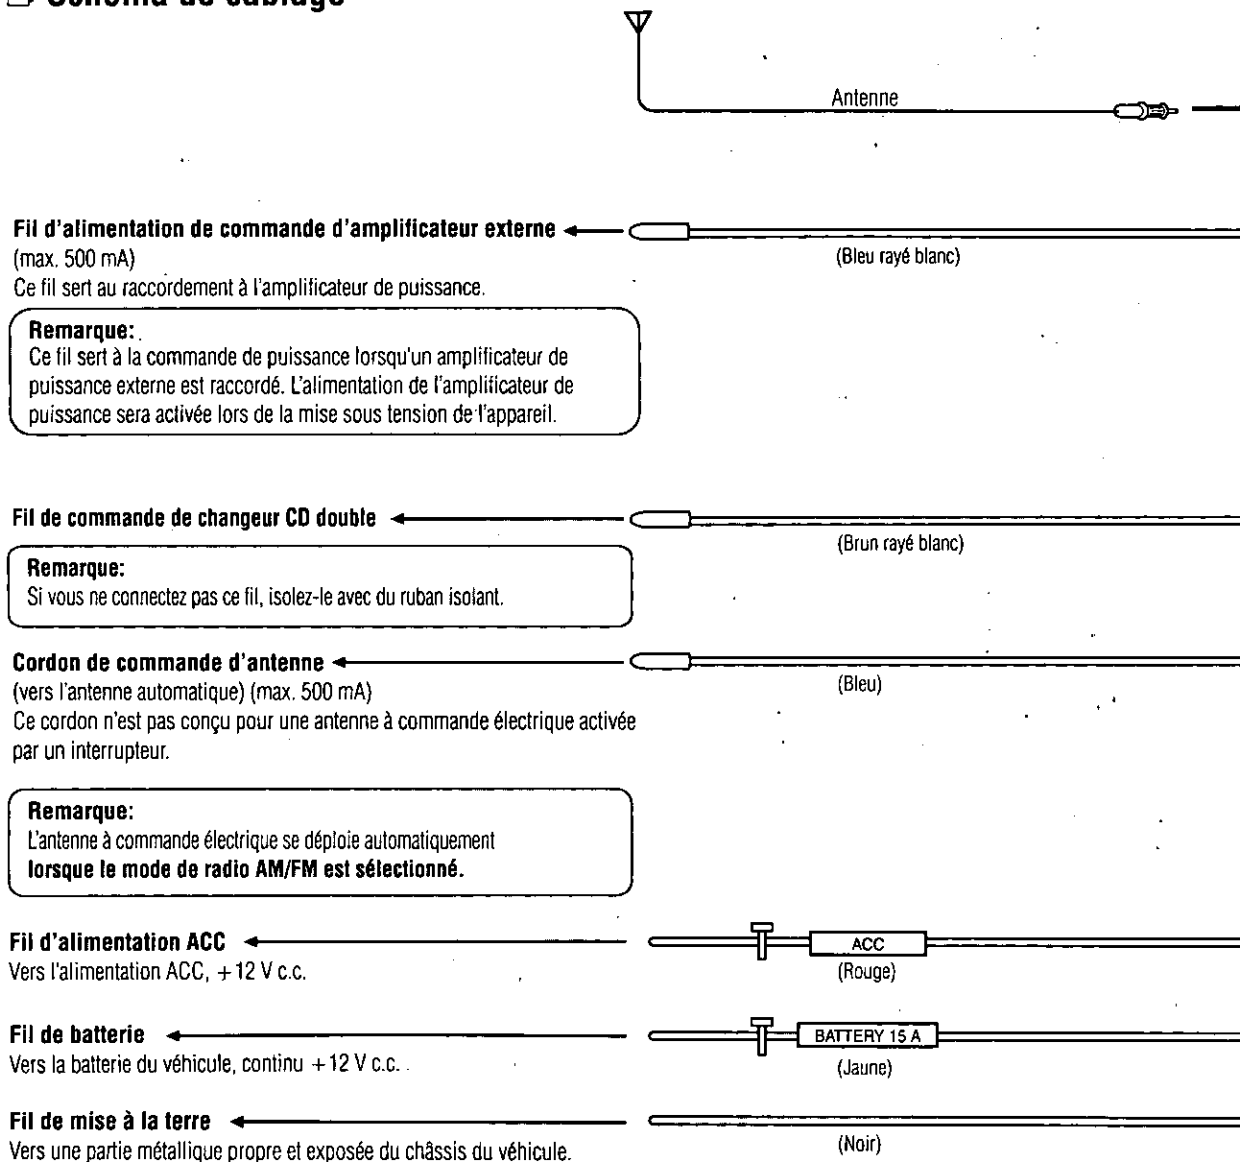 Schéma de câblage
Antenne
Fil d'alimentation de commande d'amplificateur externe
(Bleu rayé blanc)
(max. 500 mA)
Ce fil sert au raccordement à l'amplificateur de puissance.
Remarque:
Ce fil sert à la commande de puissance lorsqu'un amplificateur de
puissance externe est raccordé. L'alimentation de l'amplificateur de
puissance sera activée lors de la mise sous tension de l'appareil.
Fil de commande de changeur CD double
(Brun rayé blanc)
Remarque:
Si vous ne connectez pas ce fil, isolez-le avec du ruban isolant.
Cordon de commande d'antenne
(Bleu)
(vers l'antenne automatique) (max. 500 mA)
Ce cordon n'est pas conçu pour une antenne à commande électrique activée
par un interrupteur.
Remarque:
L'antenne à commande électrique se déploie automatiquement
lorsque le mode de radio AM/FM est sélectionné.
Fil d'alimentation ACC
ACC
Vers l'alimentation ACC, +12 V c.c.
(Rouge)
Fil de batterie
BATTERY 15 A
Vers la batterie du véhicule, continu +12 V c.c.
(Jaune)
Fil de mise à la terre
Vers une partie métallique propre et exposée du châssis du véhicule.
(Noir)